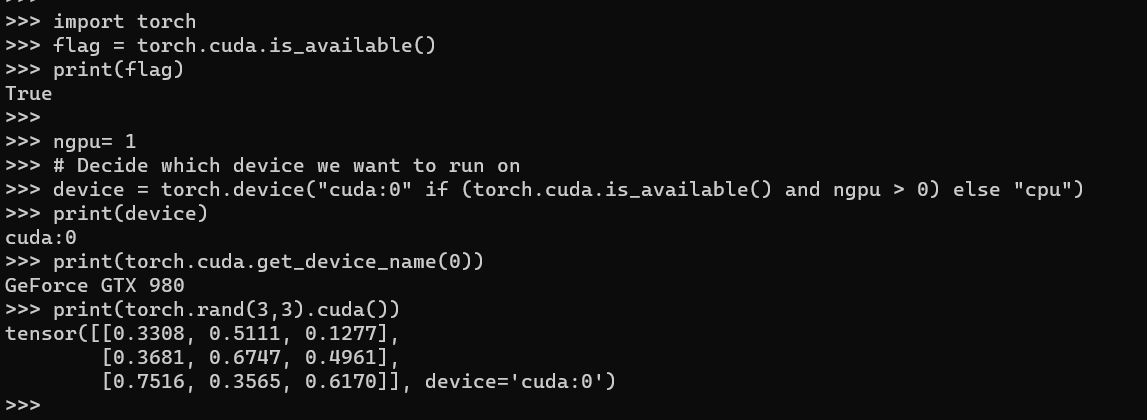 >>>
>>> import torch
>>> flag = torch.cuda.is_available()
>>> print(flag)
True
>>>
>>> ngpu= 1
>>> # Decide which device we want to run on
>>> device = torch.device("cuda:0" if (torch.cuda.is_available() and ngpu > 0) else "cpu")
>>> print(device)
cuda:0
>>> print(torch.cuda.get_device_name(0))
GeForce GTX 980
>>> print(torch.rand(3,3).cuda())
tensor([[0.3308, 0.5111, 0.1277],
        [0.3681, 0.6747, 0.4961],
        [0.7516, 0.3565, 0.6170]], device='cuda:0')
>>>